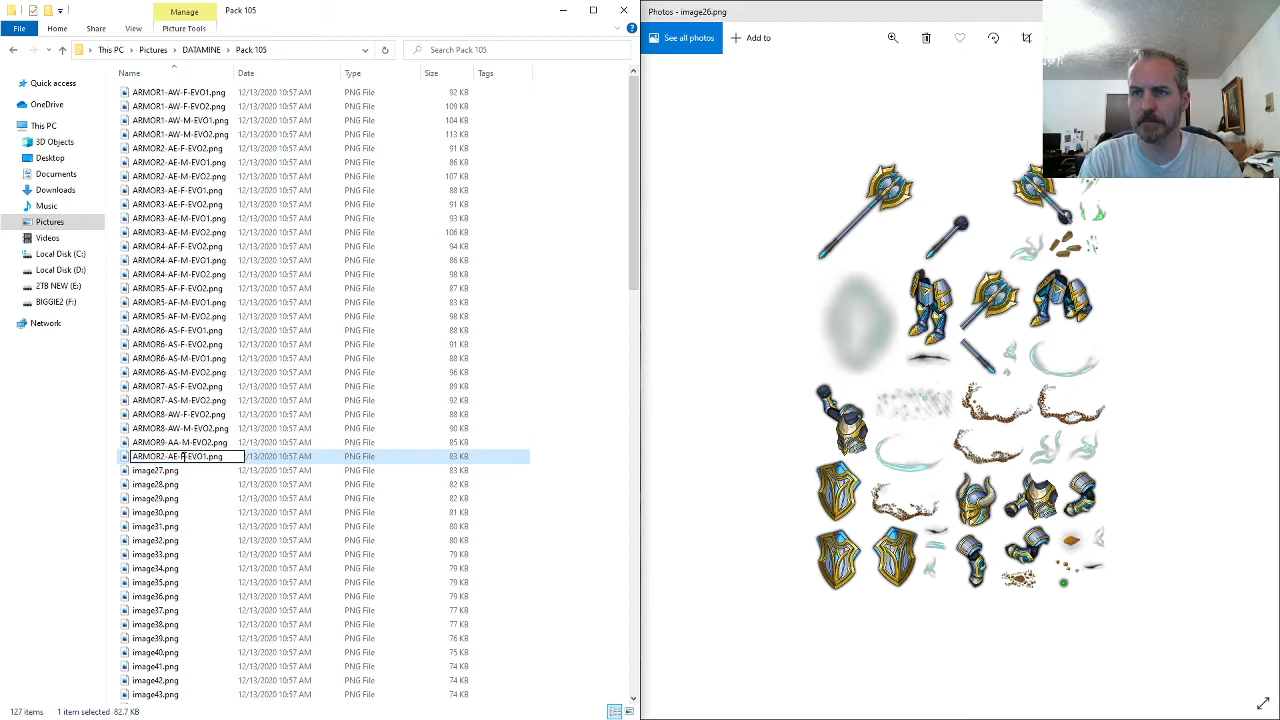 Manage
Pack 105
File
Home
Share
View
Picture Tools
This PC
Pictures
DATAMINE
Pack 105
Search Pack 105
Name
Date
Type
Size
Tags
Quick access
OneDrive
This PC
3D Objects
Desktop
Documents
Downloads
Music
Pictures
Videos
Local Disk (C:)
Local Disk (D:)
2TB NEW (E:)
BIGGIE2 (F:)
Network
ARMOR1-AW-F-EVO1.png 12/13/2020 10:57 AM PNG File 92 KB
ARMOR1-AW-F-EVO2.png 12/13/2020 10:57 AM PNG File 109 KB
ARMOR1-AW-M-EVO1.png 12/13/2020 10:57 AM PNG File 104 KB
ARMOR1-AW-M-EVO2.png 12/13/2020 10:57 AM PNG File 113 KB
ARMOR2-AE-F-EVO2.png 12/13/2020 10:57 AM PNG File 91 KB
ARMOR2-AE-M-EVO1.png 12/13/2020 10:57 AM PNG File 86 KB
ARMOR2-AE-M-EVO2.png 12/13/2020 10:57 AM PNG File 107 KB
ARMOR3-AE-F-EVO1.png 12/13/2020 10:57 AM PNG File 88 KB
ARMOR3-AE-F-EVO2.png 12/13/2020 10:57 AM PNG File 91 KB
ARMOR3-AE-M-EVO1.png 12/13/2020 10:57 AM PNG File 93 KB
ARMOR3-AE-M-EVO2.png 12/13/2020 10:57 AM PNG File 106 KB
ARMOR4-AF-F-EVO2.png 12/13/2020 10:57 AM PNG File 94 KB
ARMOR4-AF-M-EVO1.png 12/13/2020 10:57 AM PNG File 86 KB
ARMOR4-AF-M-EVO2.png 12/13/2020 10:57 AM PNG File 98 KB
ARMOR5-AF-F-EVO2.png 12/13/2020 10:57 AM PNG File 87 KB
ARMOR5-AF-M-EVO1.png 12/13/2020 10:57 AM PNG File 83 KB
ARMOR5-AF-M-EVO2.png 12/13/2020 10:57 AM PNG File 98 KB
ARMOR6-AS-F-EVO1.png 12/13/2020 10:57 AM PNG File 88 KB
ARMOR6-AS-F-EVO2.png 12/13/2020 10:57 AM PNG File 91 KB
ARMOR6-AS-M-EVO1.png 12/13/2020 10:57 AM PNG File 88 KB
ARMOR6-AS-M-EVO2.png 12/13/2020 10:57 AM PNG File 96 KB
ARMOR7-AS-F-EVO2.png 12/13/2020 10:57 AM PNG File 89 KB
ARMOR7-AS-M-EVO2.png 12/13/2020 10:57 AM PNG File 90 KB
ARMOR8-AW-F-EVO2.png 12/13/2020 10:57 AM PNG File 88 KB
ARMOR8-AW-M-EVO2.png 12/13/2020 10:57 AM PNG File 90 KB
ARMOR9-AA-M-EVO2.png 12/13/2020 10:57 AM PNG File 85 KB
ARMOR2-AE-F-EVO1.png 12/13/2020 10:57 AM PNG File 83 KB
image27.png 12/13/2020 10:57 AM PNG File 83 KB
image28.png 12/13/2020 10:57 AM PNG File 82 KB
image29.png 12/13/2020 10:57 AM PNG File 82 KB
image30.png 12/13/2020 10:57 AM PNG File 81 KB
image31.png 12/13/2020 10:57 AM PNG File 80 KB
image32.png 12/13/2020 10:57 AM PNG File 80 KB
image33.png 12/13/2020 10:57 AM PNG File 79 KB
image34.png 12/13/2020 10:57 AM PNG File 79 KB
image35.png 12/13/2020 10:57 AM PNG File 79 KB
image36.png 12/13/2020 10:57 AM PNG File 79 KB
image37.png 12/13/2020 10:57 AM PNG File 77 KB
image38.png 12/13/2020 10:57 AM PNG File 77 KB
image39.png 12/13/2020 10:57 AM PNG File 76 KB
image40.png 12/13/2020 10:57 AM PNG File 75 KB
image41.png 12/13/2020 10:57 AM PNG File 74 KB
image42.png 12/13/2020 10:57 AM PNG File 74 KB
image43.png 12/13/2020 10:57 AM PNG File 74 KB
127 items
1 item selected 82.7 KB
Photos - image26.png
See all photos
Add to